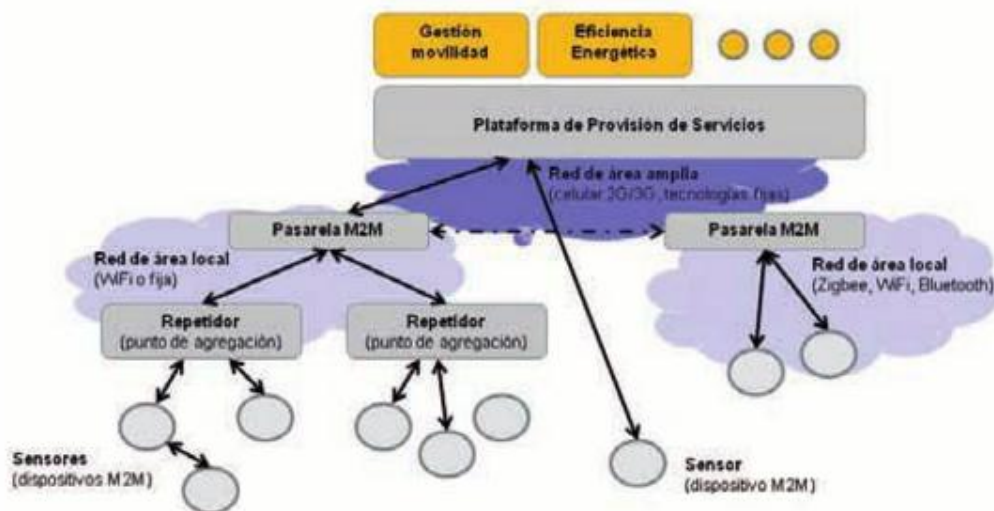 Gestión
movilidad
Eficiencia
Energética
Plataforma de Provisión de Servicios
Red de área amplia
(celular 2G/3G, tecnologías fijas)
Pasarela M2M
Pasarela M2M
Red de área local
(WiFi o fija)
Red de área local
(Zigbee, WiFi, Bluetooth)
Repetidor
(punto de agregación)
Repetidor
(punto de agregación)
Sensores
(dispositivos M2M)
Sensor
(dispositivo M2M)